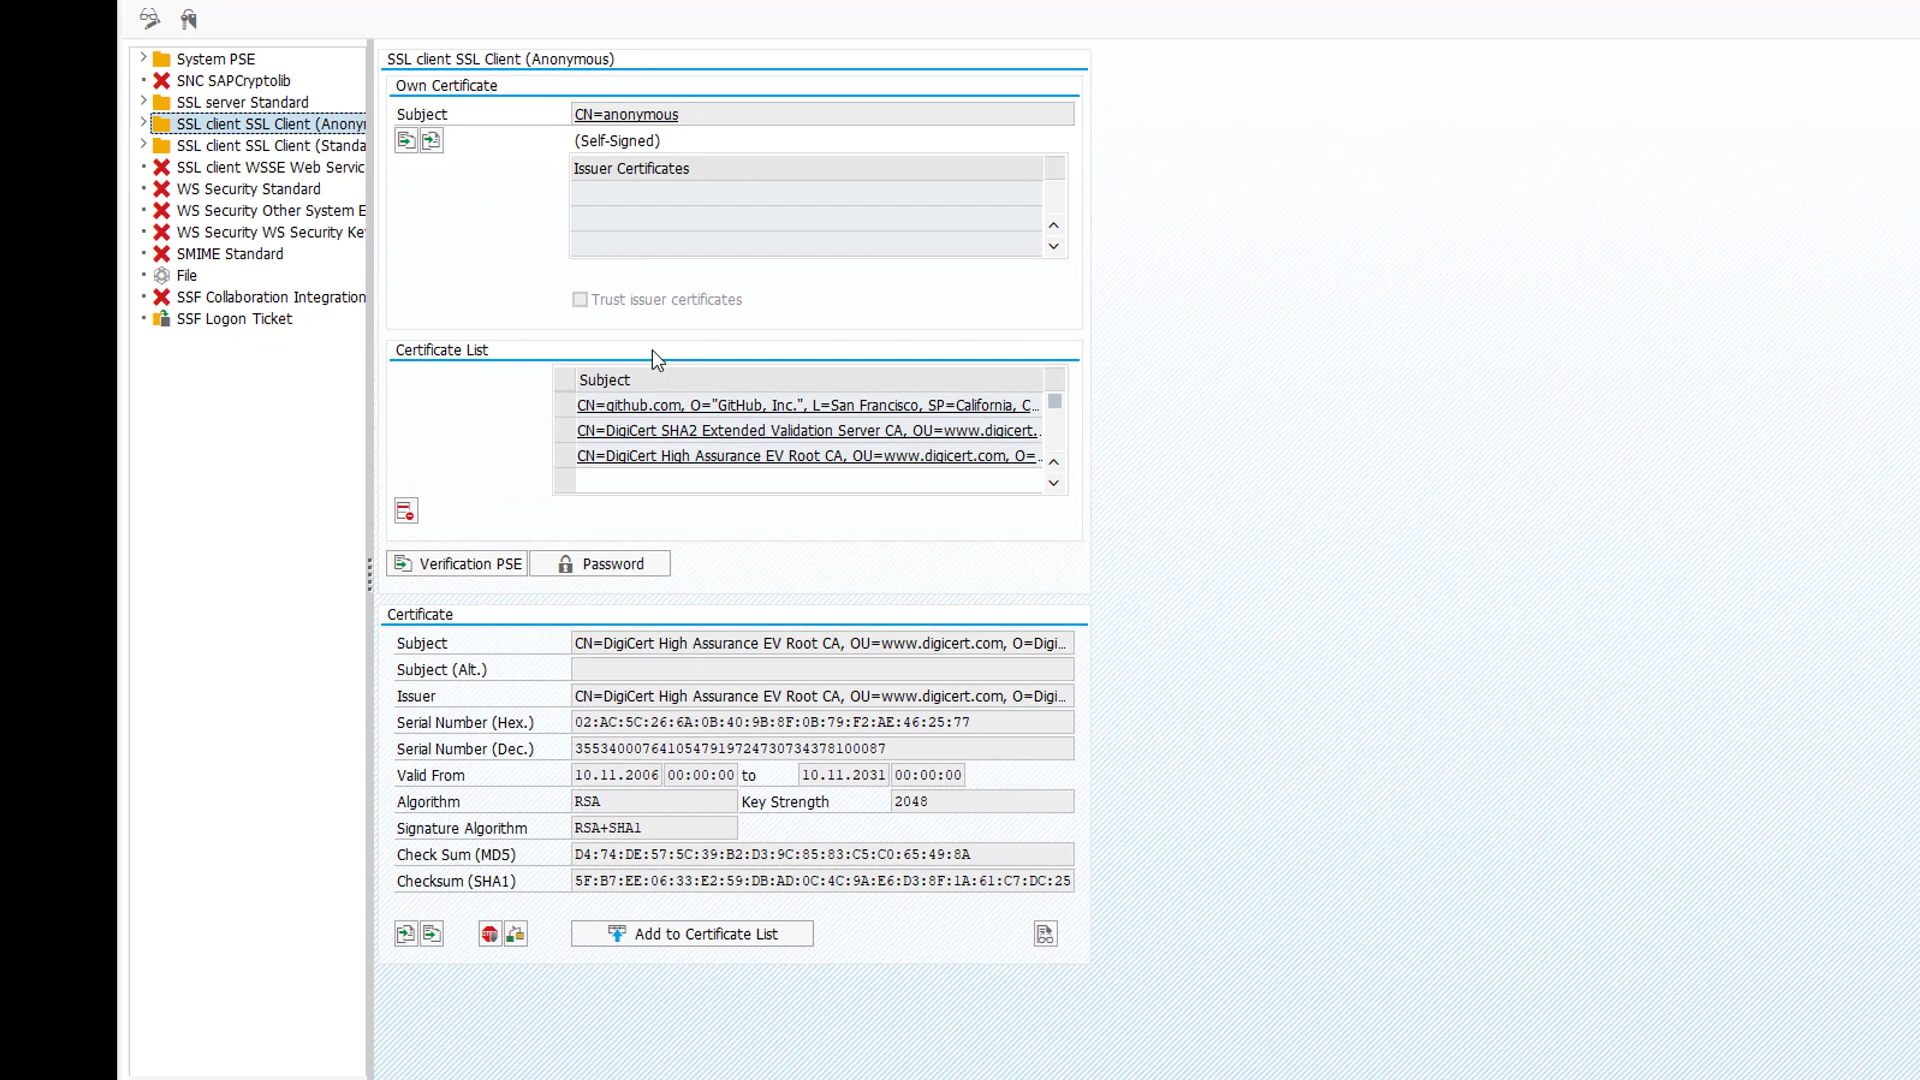 System PSE
SNC SAPCryptolib
SSL server Standard
SSL client SSL Client (Anony
SSL client SSL Client (Standa
SSL client WSSE Web Servic
WS Security Standard
WS Security Other System E
WS Security WS Security Ke
SMIME Standard
File
SSF Collaboration Integration
SSF Logon Ticket
SSL client SSL Client (Anonymous)
Own Certificate
Subject CN=anonymous
(Self-Signed)
Issuer Certificates
Trust issuer certificates
Certificate List
Subject
CN=github.com, O="GitHub, Inc.", L=San Francisco, SP=California, C...
CN=DigiCert SHA2 Extended Validation Server CA, OU=www.digicert...
CN=DigiCert High Assurance EV Root CA, OU=www.digicert.com, O=...
Verification PSE Password
Certificate
Subject CN=DigiCert High Assurance EV Root CA, OU=www.digicert.com, O=Digi...
Subject (Alt.)
Issuer CN=DigiCert High Assurance EV Root CA, OU=www.digicert.com, O=Digi...
Serial Number (Hex.) 02:AC:5C:26:6A:0B:40:9B:8F:0B:79:F2:AE:46:25:77
Serial Number (Dec.) 3553400076410547919724730734378100087
Valid From 10.11.2006 00:00:00 to 10.11.2031 00:00:00
Algorithm RSA Key Strength 2048
Signature Algorithm RSA+SHA1
Check Sum (MD5) D4:74:DE:57:5C:39:B2:D3:9C:85:83:C5:C0:65:49:8A
Checksum (SHA1) 5F:B7:EE:06:33:E2:59:DB:AD:0C:4C:9A:E6:D3:8F:1A:61:C7:DC:25
Add to Certificate List